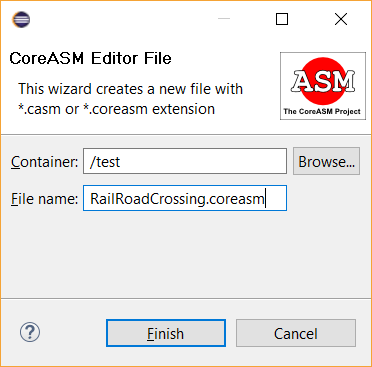 CoreASM Editor File
This wizard creates a new file with
*.casm or *.coreasm extension
ASM
The CoreASM Project
Container: /test Browse...
File name: RailRoadCrossing.coreasm
? Finish Cancel